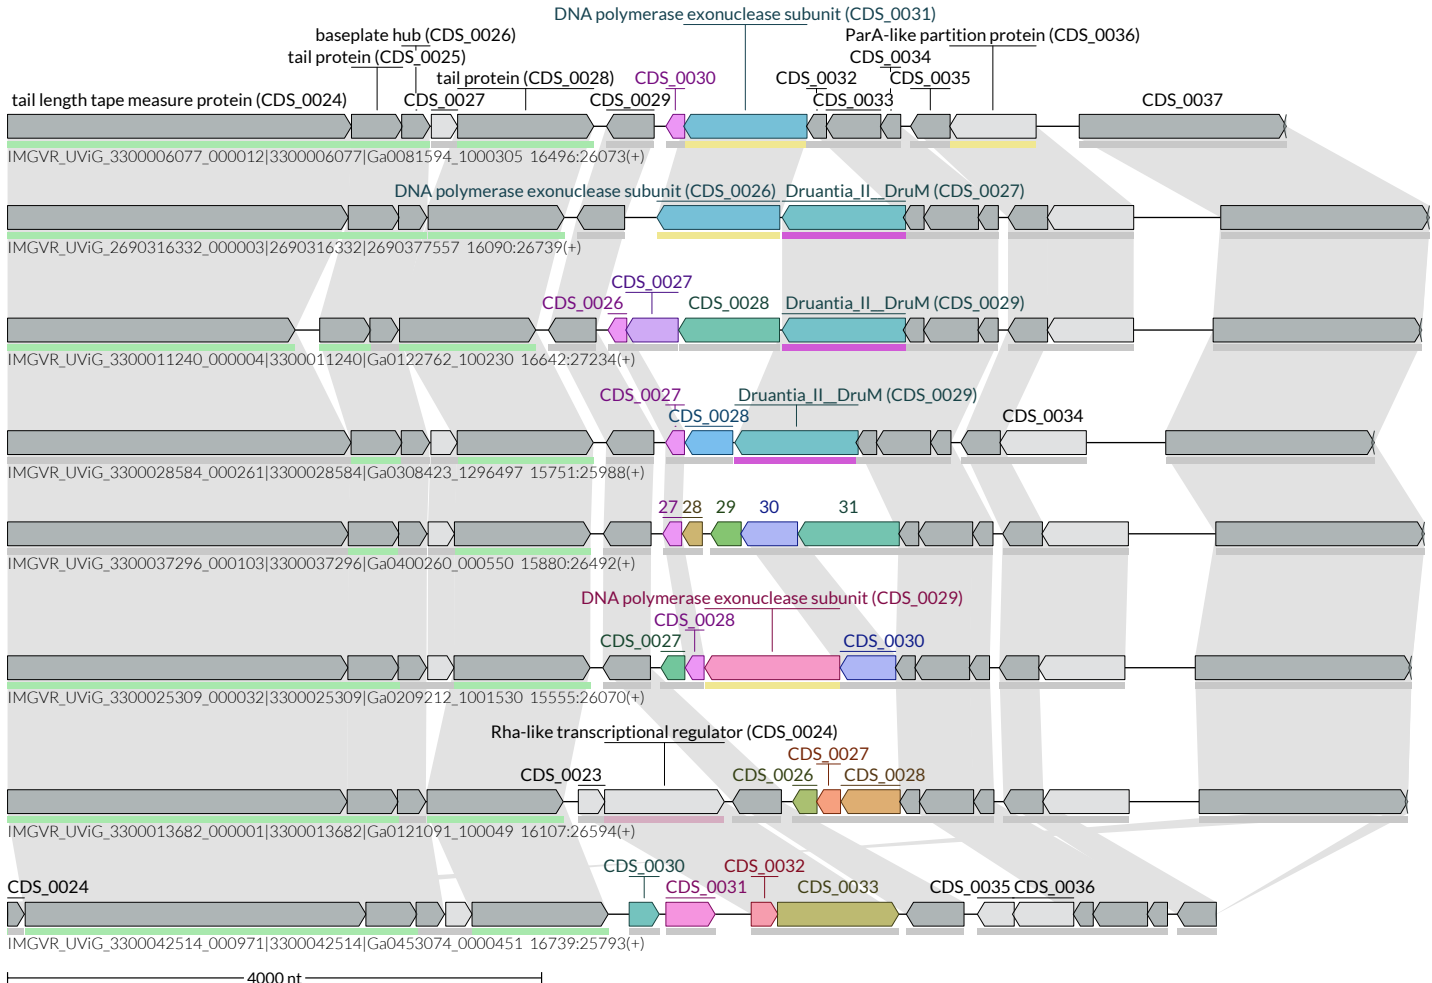 DNA polymerase exonuclease subunit (CDS_0031)
baseplate hub (CDS_0026)
ParA-like partition protein (CDS_0036)
tail protein (CDS_0025)
CDS_0034
tail protein (CDS_0028)
CDS_0030
CDS_0032
CDS_0035
tail length tape measure protein (CDS_0024)
CDS_0027
CDS_0029
CDS_0033
CDS_0037
IMGVR_UViG_3300006077_000012|3300006077|Ga0081594_1000305 16496:26073(+)
DNA polymerase exonuclease subunit (CDS_0026)
Druantia_II__DruM (CDS_0027)
IMGVR_UViG_2690316332_000003|2690316332|2690377557 16090:26739(+)
CDS_0027
CDS_0026
CDS_0028
Druantia_II__DruM (CDS_0029)
IMGVR_UViG_3300011240_000004|3300011240|Ga0122762_100230 16642:27234(+)
CDS_0027
Druantia_II__DruM (CDS_0029)
CDS_0028
CDS_0034
IMGVR_UViG_3300028584_000261|3300028584|Ga0308423_1296497 15751:25988(+)
27 28 29 30 31
IMGVR_UViG_3300037296_000103|3300037296|Ga0400260_000550 15880:26492(+)
DNA polymerase exonuclease subunit (CDS_0029)
CDS_0028
CDS_0027
CDS_0030
IMGVR_UViG_3300025309_000032|3300025309|Ga0209212_1001530 15555:26070(+)
Rha-like transcriptional regulator (CDS_0024)
CDS_0027
CDS_0023
CDS_0026
CDS_0028
IMGVR_UViG_3300013682_000001|3300013682|Ga0121091_100049 16107:26594(+)
CDS_0030
CDS_0032
CDS_0024
CDS_0031
CDS_0033
CDS_0035
CDS_0036
IMGVR_UViG_3300042514_000971|3300042514|Ga0453074_0000451 16739:25793(+)
4000 nt